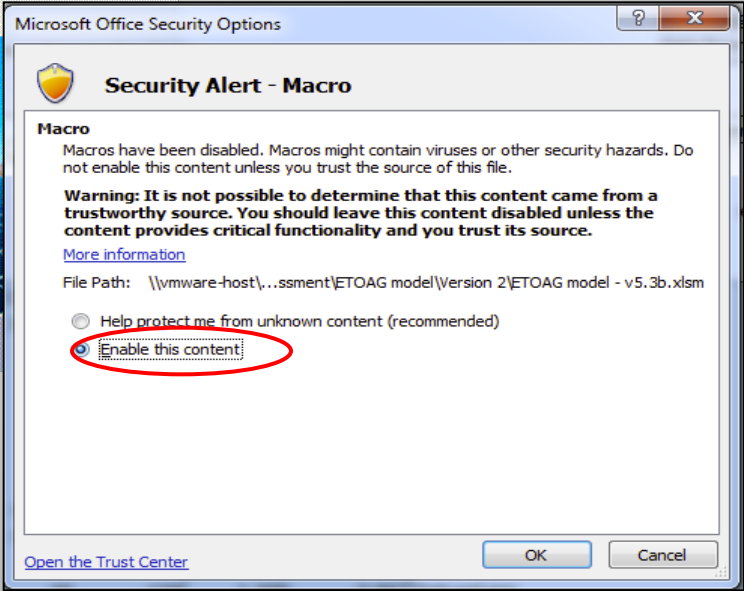 Microsoft Office Security Options
Security Alert - Macro
Macro
Macros have been disabled. Macros might contain viruses or other security hazards. Do
not enable this content unless you trust the source of this file.
Warning: It is not possible to determine that this content came from a
trustworthy source. You should leave this content disabled unless the
content provides critical functionality and you trust its source.
More information
File Path: \\vmware-host\...ssment\ETOAG model\Version 2\ETOAG model - v5.3b.xlsm
Help protect me from unknown content (recommended)
Enable this content
Open the Trust Center
OK
Cancel